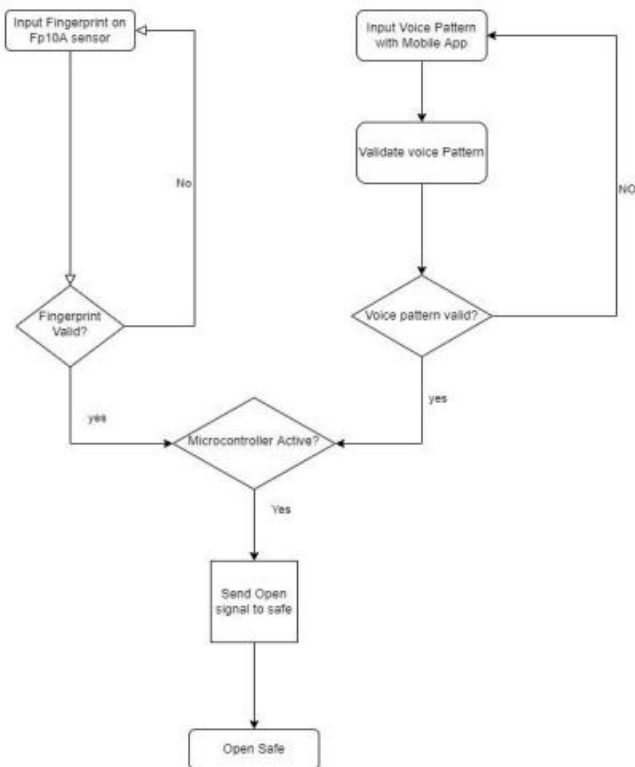 Input Fingerprint on
Fp10A sensor
Input Voice Pattern
with Mobile App
Validate voice Pattern
No
NO
Fingerprint
Valid?
Voice pattern valid?
yes
yes
Microcontroller Active?
Yes
Send Open
signal to safe
Open Safe